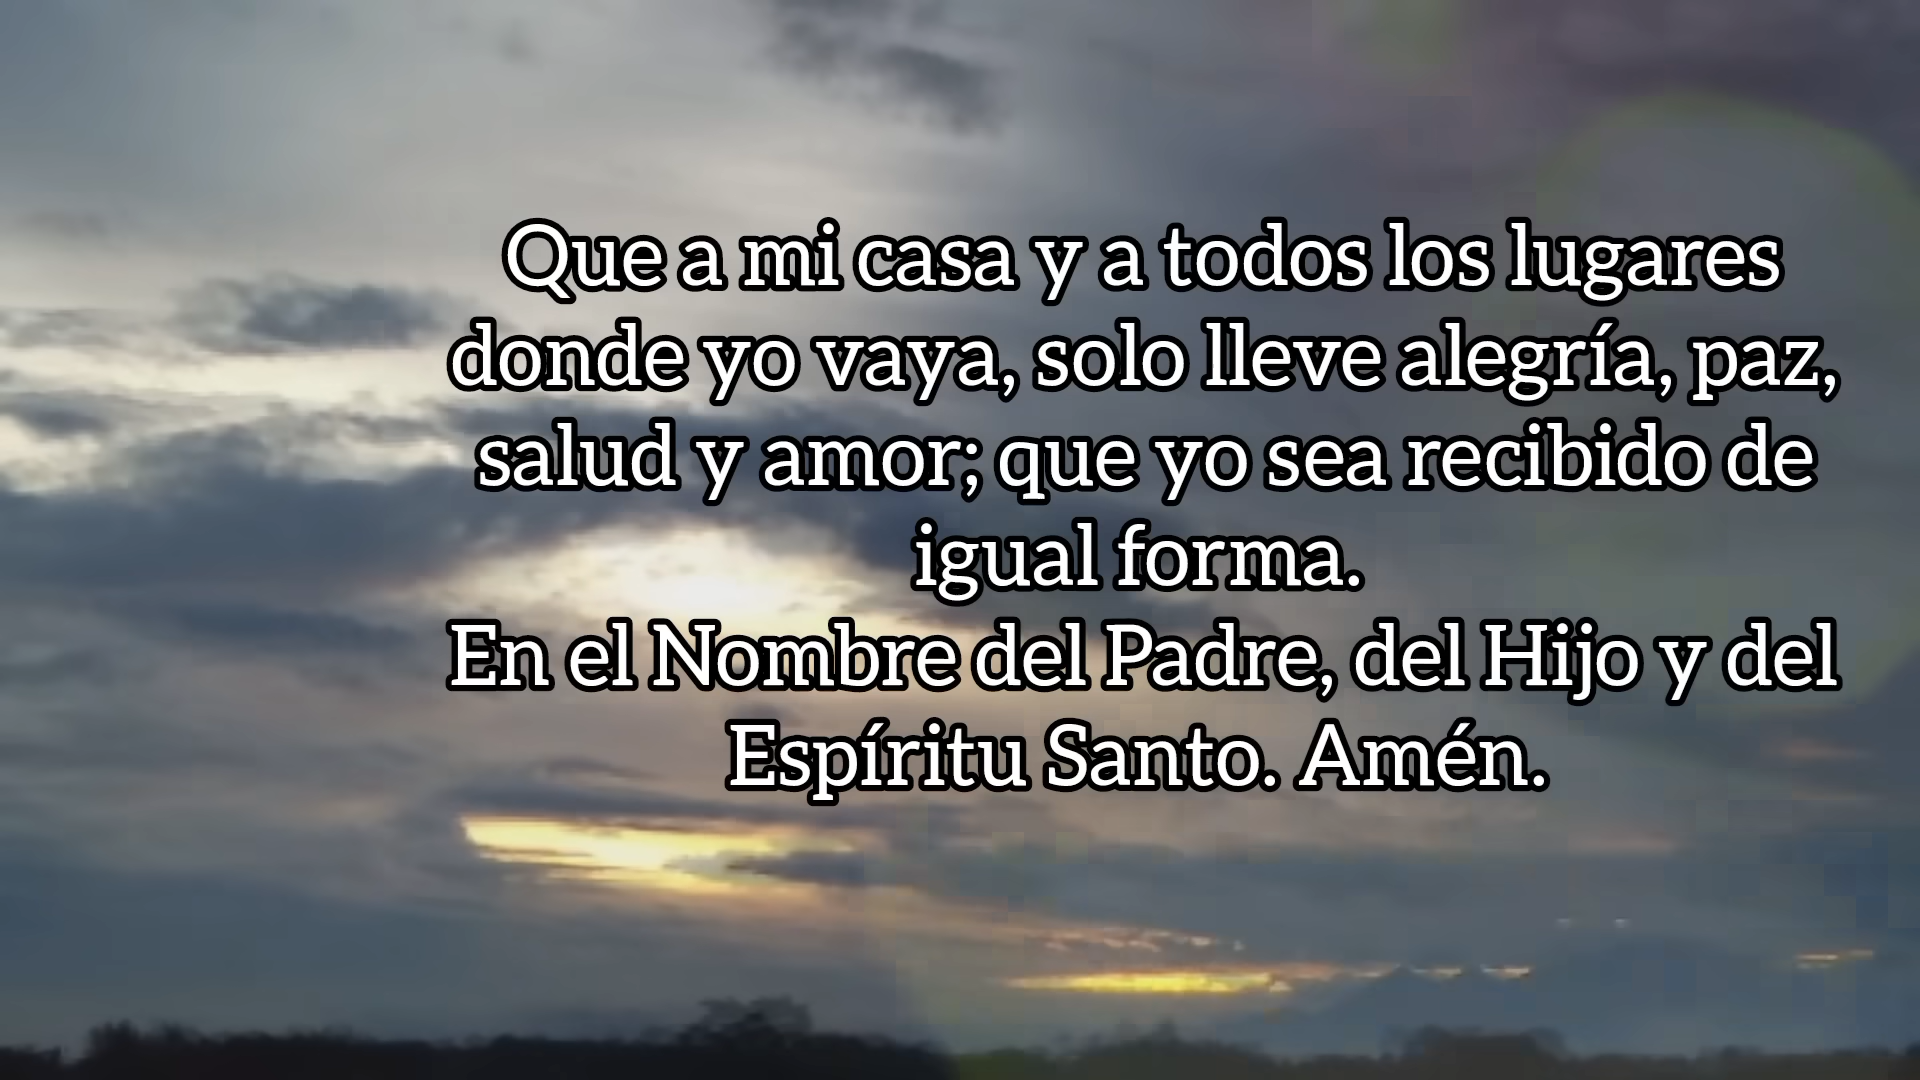 Que a mi casa y a todos los lugares
donde yo vaya, solo lleve alegría, paz,
salud y amor; que yo sea recibido de
igual forma.
En el Nombre del Padre, del Hijo y del
Espíritu Santo. Amén.